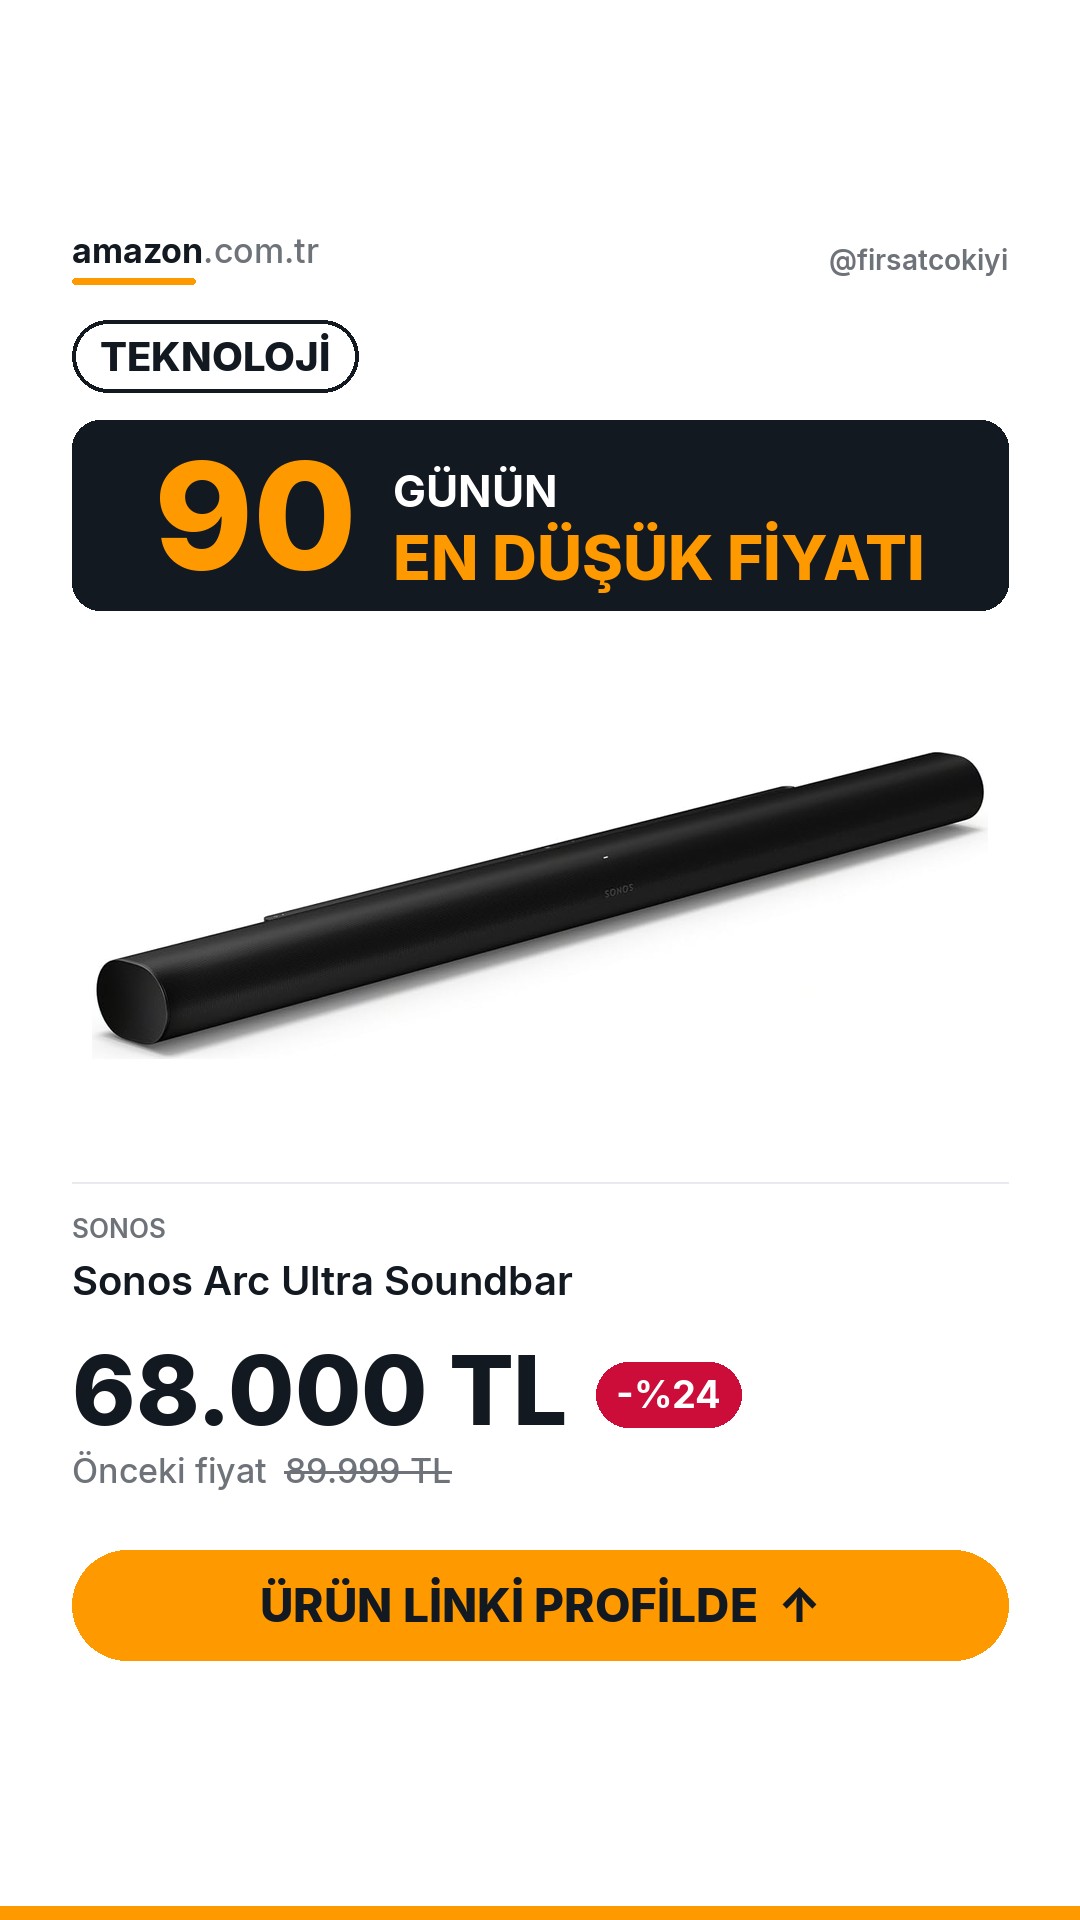 amazon.com.tr
@firsatcokiyi
TEKNOLOJİ
90 GÜNÜN
EN DÜŞÜK FİYATI
SONOS
SONOS
Sonos Arc Ultra Soundbar
68.000 TL -%24
Önceki fiyat 89.999 TL
ÜRÜN LİNKİ PROFİLDE ↑